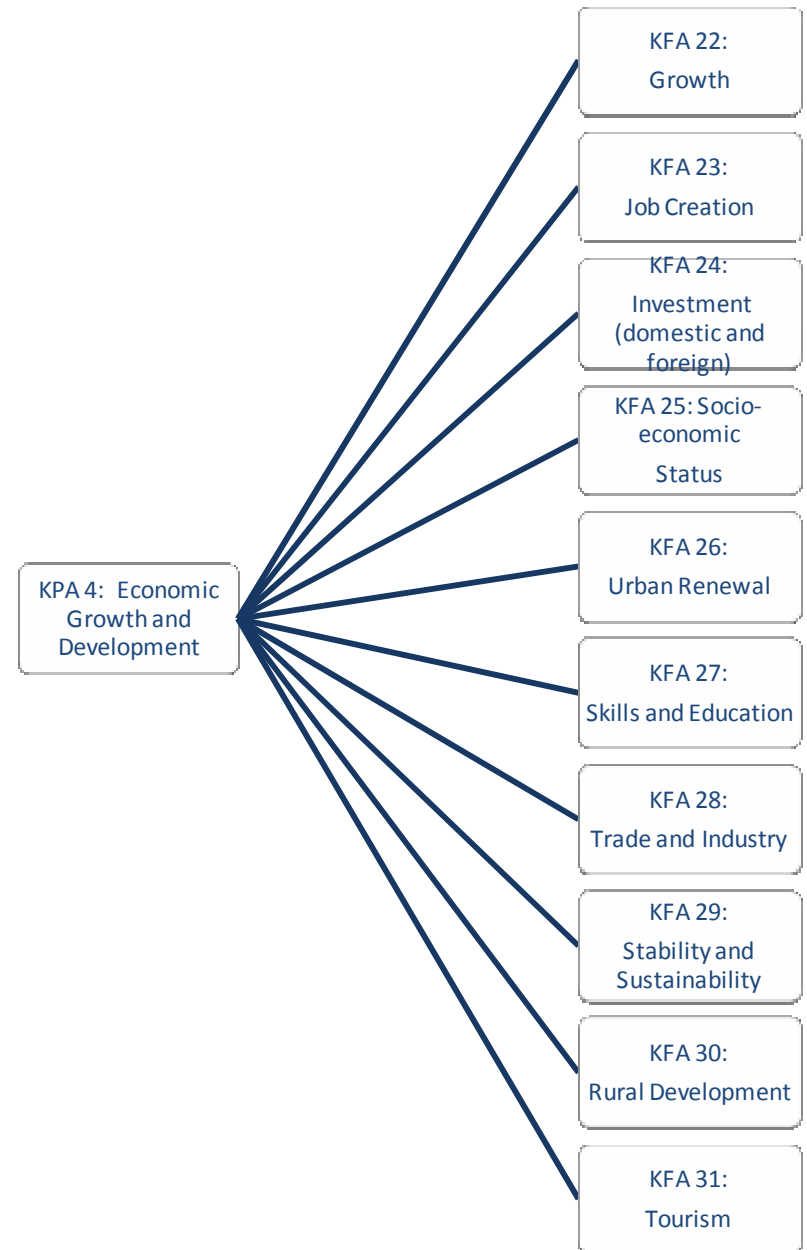 KFA 22:
Growth
KFA 23:
Job Creation
KFA 24:
Investment
(domestic and
foreign)
KFA 25: Socio-
economic
Status
KFA 26:
Urban Renewal
KPA 4: Economic
Growth and
Development
KFA 27:
Skills and Education
KFA 28:
Trade and Industry
KFA 29:
Stability and
Sustainability
KFA 30:
Rural Development
KFA 31:
Tourism